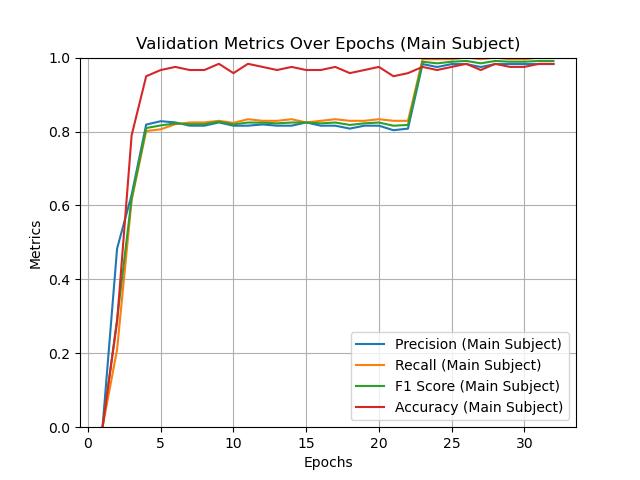 Validation Metrics Over Epochs (Main Subject)
1.0
0.8
0.6
0.4
0.2
0.0
Metrics
Precision (Main Subject)
Recall (Main Subject)
F1 Score (Main Subject)
Accuracy (Main Subject)
0 5 10 15 20 25 30
Epochs